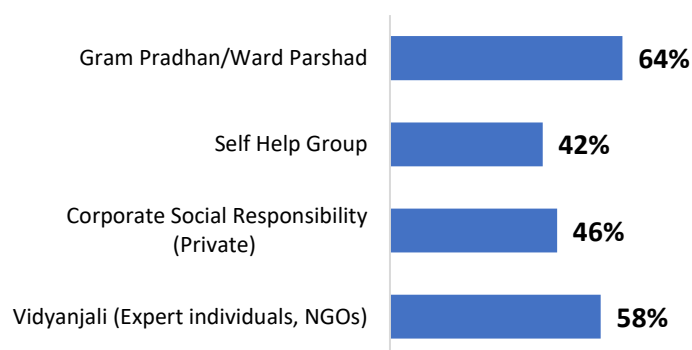 Gram Pradhan/Ward Parshad 64%
Self Help Group 42%
Corporate Social Responsibility
(Private) 46%
Vidyanjali (Expert individuals, NGOs) 58%